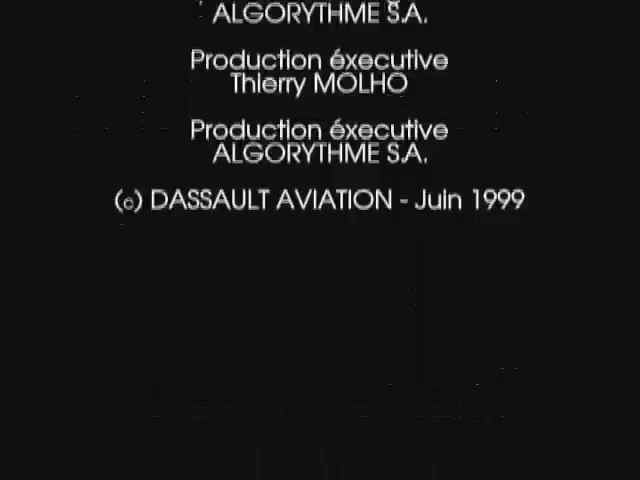 ALGORYTHME S.A.
Production éxecutive
Thierry MOLHO
Production éxecutive
ALGORYTHME S.A.
(c) DASSAULT AVIATION - Juin 1999